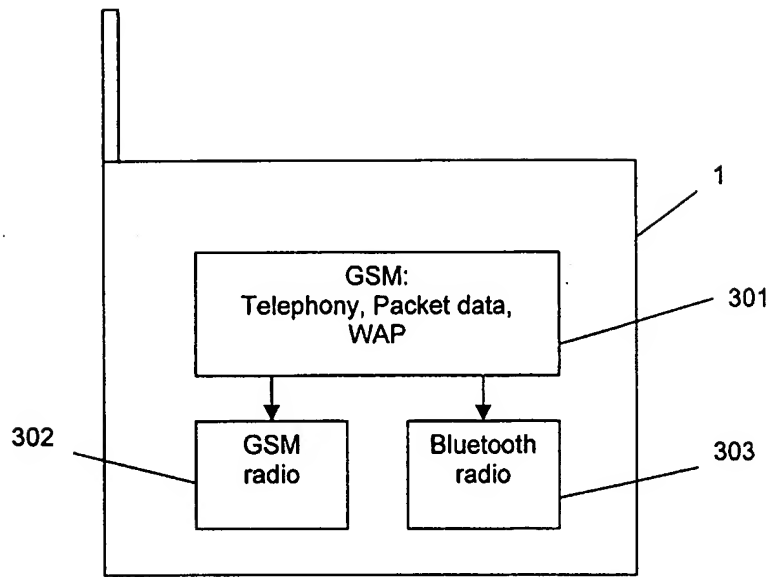 1
GSM:
Telephony, Packet data,
WAP
301
302
GSM
radio
Bluetooth
radio
303